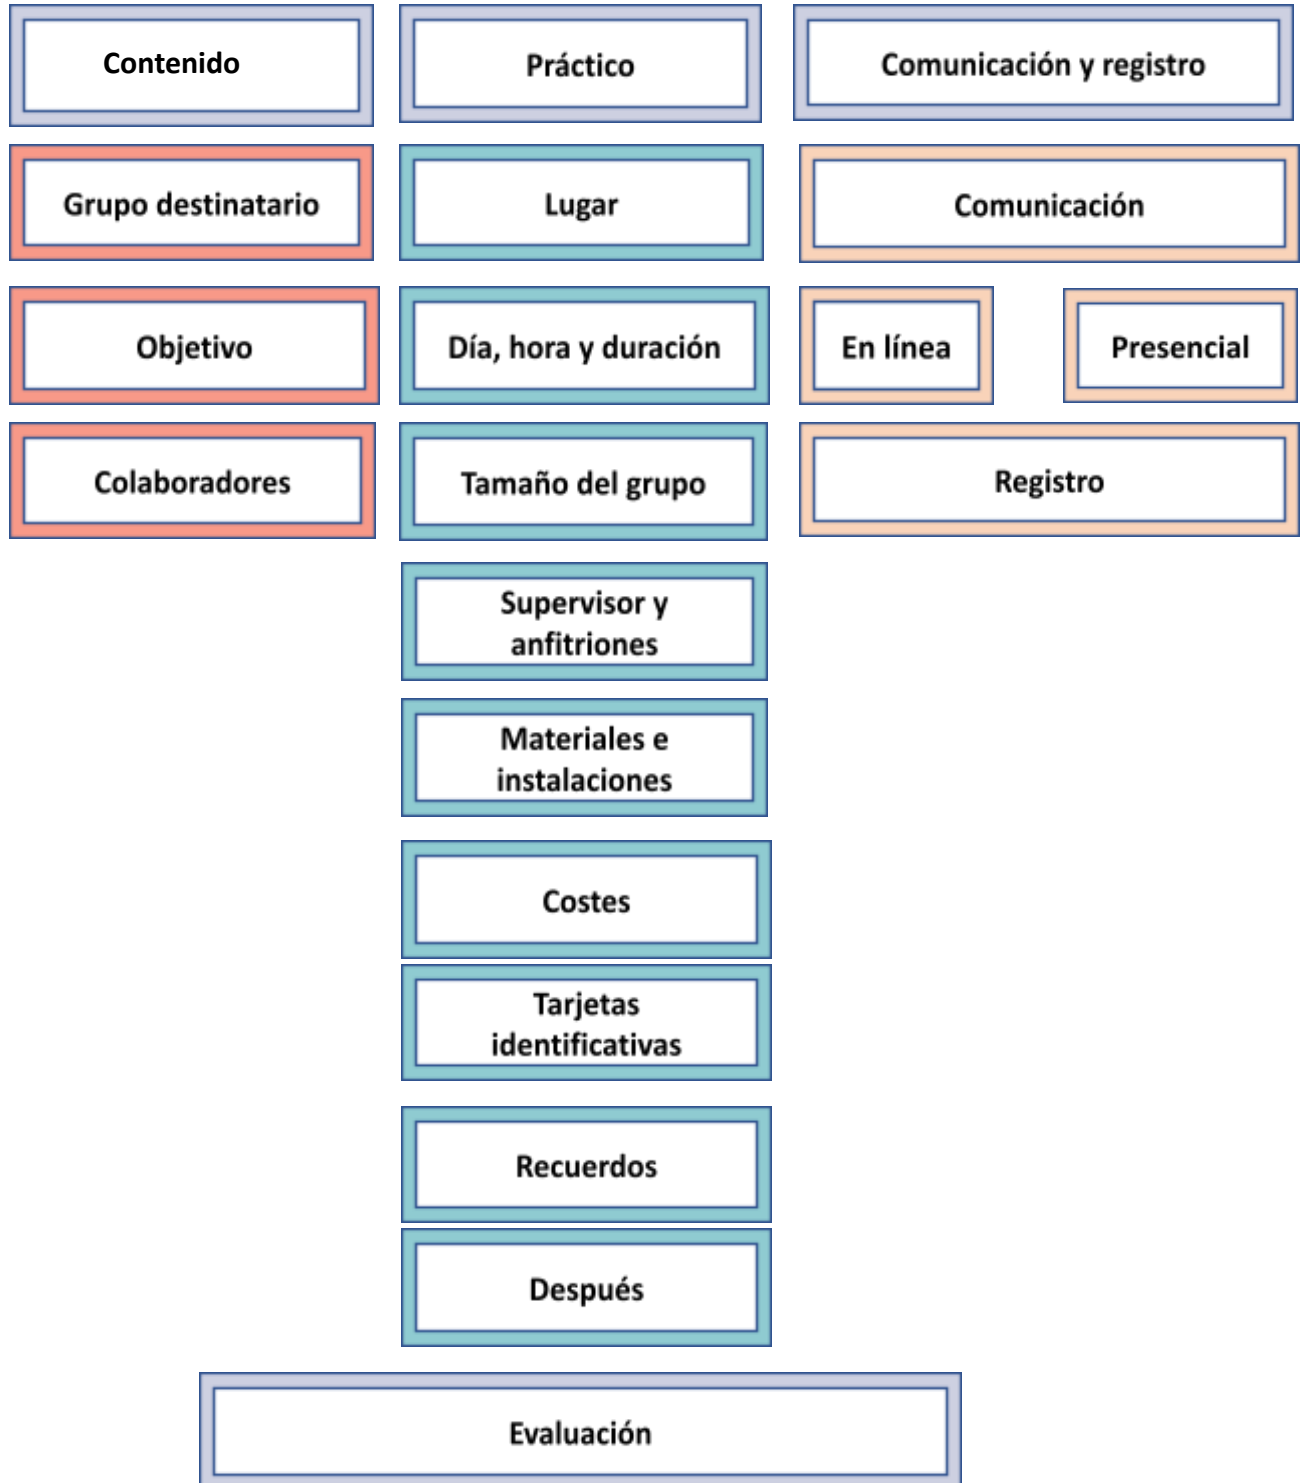 Contenido
Práctico
Comunicación y registro
Grupo destinatario
Lugar
Comunicación
Objetivo
Día, hora y duración
En línea
Presencial
Colaboradores
Tamaño del grupo
Registro
Supervisor y
anfitriones
Materiales e
instalaciones
Costes
Tarjetas
identificativas
Recuerdos
Después
Evaluación